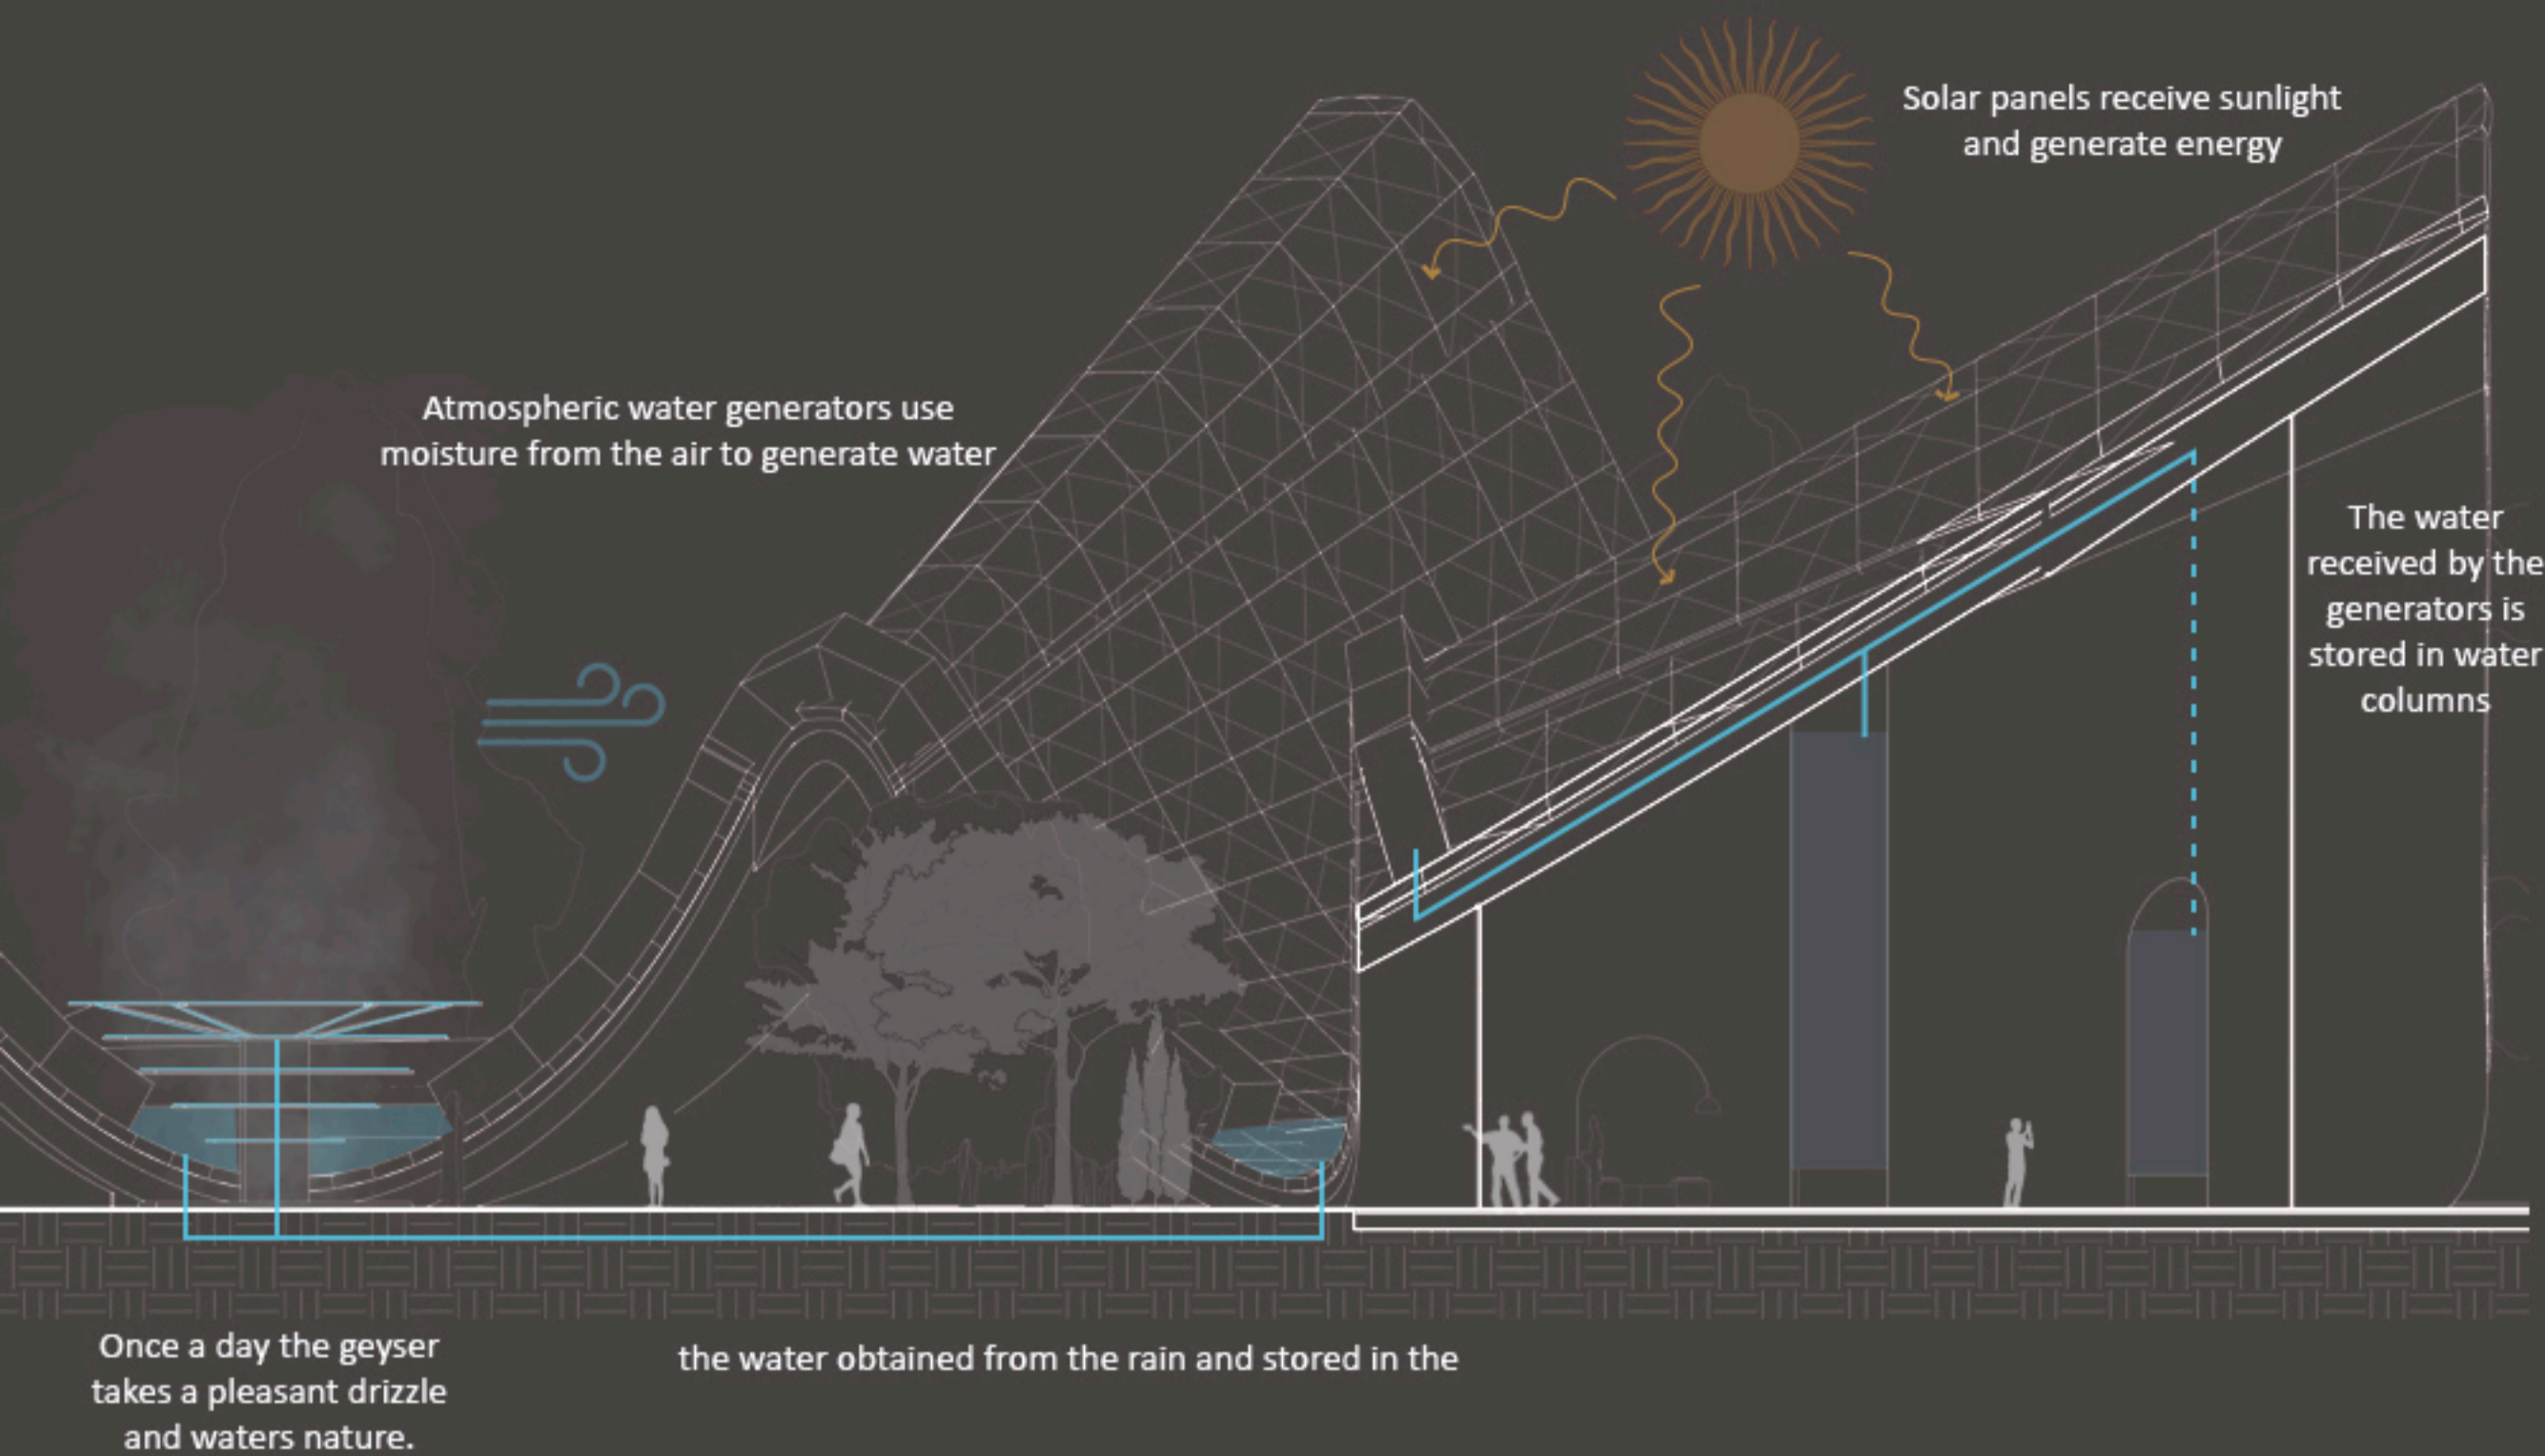 Solar panels receive sunlight
and generate energy
Atmospheric water generators use
moisture from the air to generate water
The water
received by the
generators is
stored in water
columns
Once a day the geyser
takes a pleasant drizzle
and waters nature.
the water obtained from the rain and stored in the